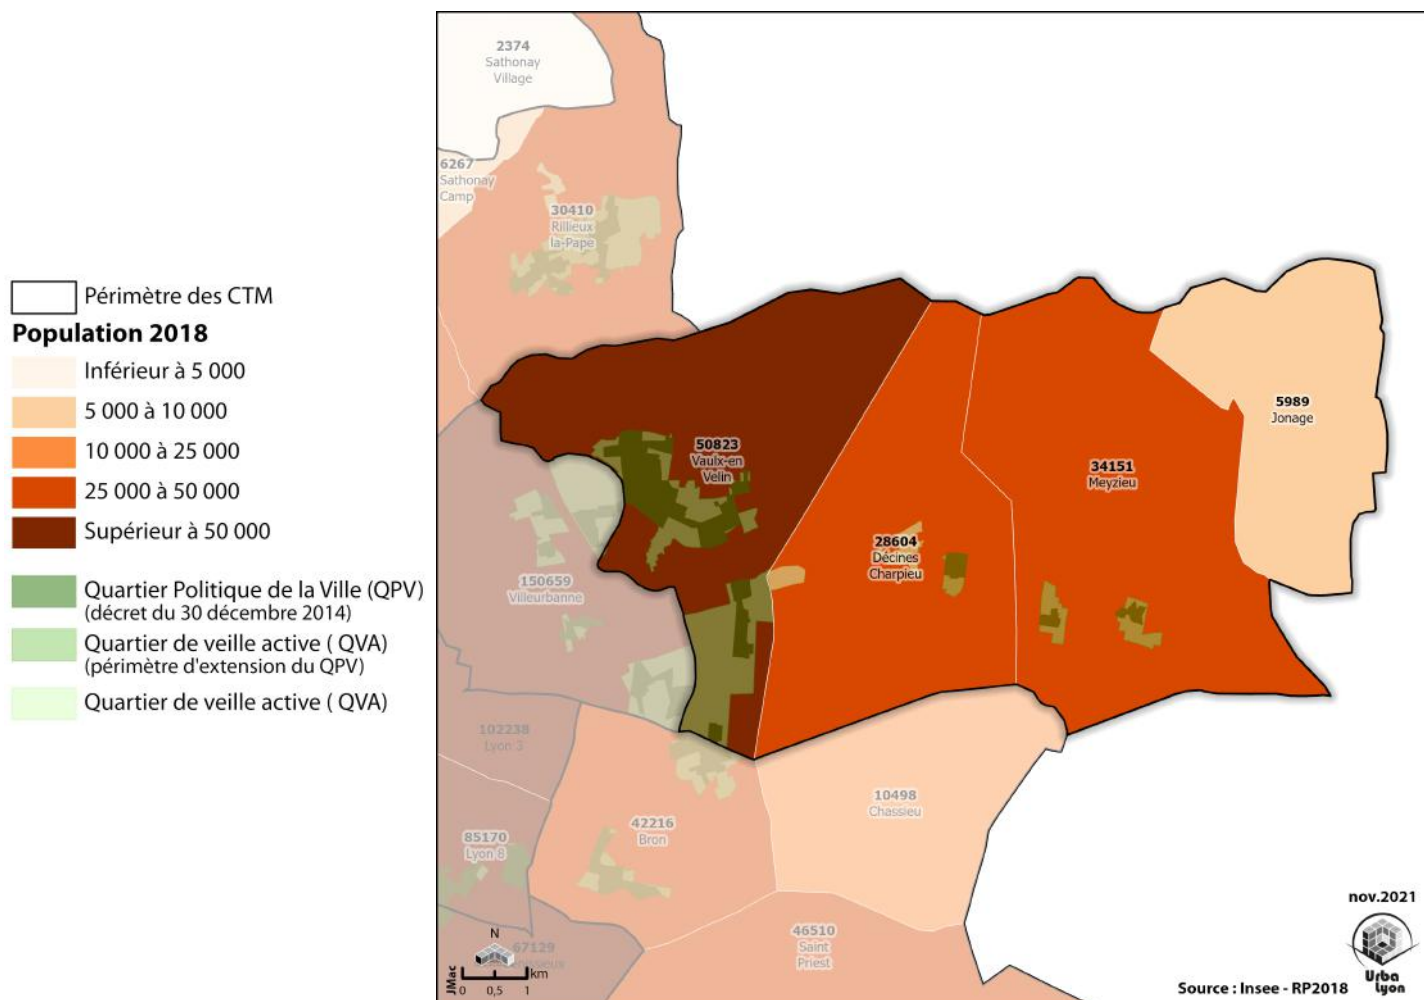 Périmètre des CTM
Population 2018
Inférieur à 5 000
5 000 à 10 000
10 000 à 25 000
25 000 à 50 000
Supérieur à 50 000
Quartier Politique de la Ville (QPV)
(décret du 30 décembre 2014)
Quartier de veille active ( QVA)
(périmètre d'extension du QPV)
Quartier de veille active ( QVA)
2374
Sathonay
Village
6267
Sathonay
Camp
30410
Rillieux
la-Pape
5989
Jonage
50823
Vaulx-en
Velin
34151
Meyzieu
28604
Décines
Charpieu
150659
Villeurbanne
102238
Lyon 3
10498
Chassieu
42216
Bron
85170
Lyon 8
46510
Saint
Priest
67129
N
JMac
0 0,5 1 km
nov.2021
Urba
Lyon
Source : Insee - RP2018